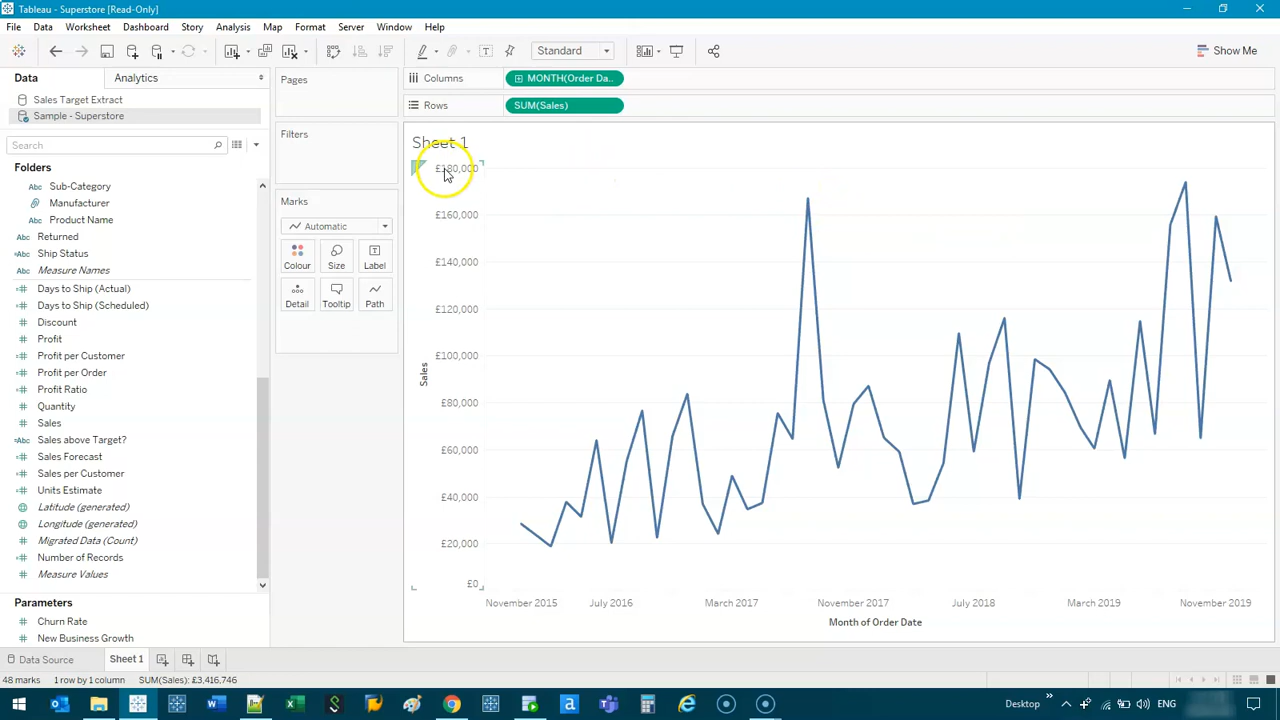 Tableau - Superstore [Read-Only]
File Data Worksheet Dashboard Story Analysis Map Format Server Window Help
Standard
Show Me
Data Analytics
Sales Target Extract
Sample - Superstore
Search
Folders
Abc Sub-Category
Manufacturer
Abc Product Name
Abc Returned
=Abc Ship Status
Abc Measure Names
Days to Ship (Actual)
Days to Ship (Scheduled)
Discount
Profit
Profit per Customer
Profit per Order
Profit Ratio
Quantity
Sales
=Abc Sales above Target?
Sales Forecast
Sales per Customer
Units Estimate
Latitude (generated)
Longitude (generated)
Migrated Data (Count)
Number of Records
Measure Values
Parameters
Churn Rate
New Business Growth
Pages
Filters
Marks
Automatic
Colour Size Label
Detail Tooltip Path
Columns MONTH(Order Da..
Rows SUM(Sales)
Sheet 1
£180,000
£160,000
£140,000
£120,000
£100,000
£80,000
£60,000
£40,000
£20,000
£0
Sales
November 2015 July 2016 March 2017 November 2017 July 2018 March 2019 November 2019
Month of Order Date
Data Source Sheet 1
48 marks 1 row by 1 column SUM(Sales): £3,416,746
Desktop ENG